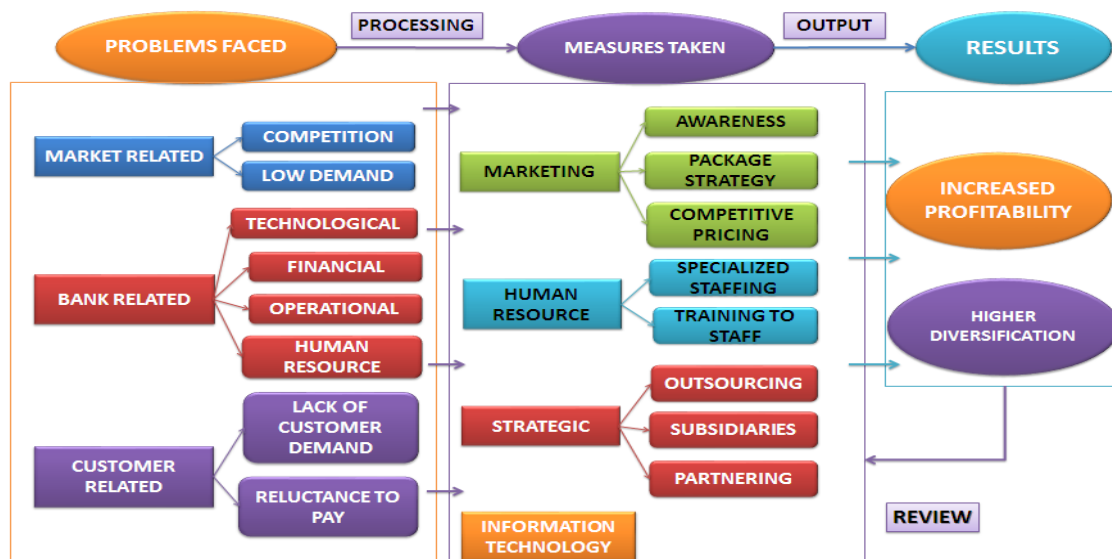 PROBLEMS FACED
PROCESSING
MEASURES TAKEN
OUTPUT
RESULTS
MARKET RELATED
COMPETITION
LOW DEMAND
BANK RELATED
TECHNOLOGICAL
FINANCIAL
OPERATIONAL
HUMAN
RESOURCE
CUSTOMER
RELATED
LACK OF
CUSTOMER
DEMAND
RELUCTANCE TO
PAY
MARKETING
AWARENESS
PACKAGE
STRATEGY
COMPETITIVE
PRICING
HUMAN
RESOURCE
SPECIALIZED
STAFFING
TRAINING TO
STAFF
STRATEGIC
OUTSOURCING
SUBSIDIARIES
PARTNERING
INFORMATION
TECHNOLOGY
INCREASED
PROFITABILITY
HIGHER
DIVERSIFICATION
REVIEW